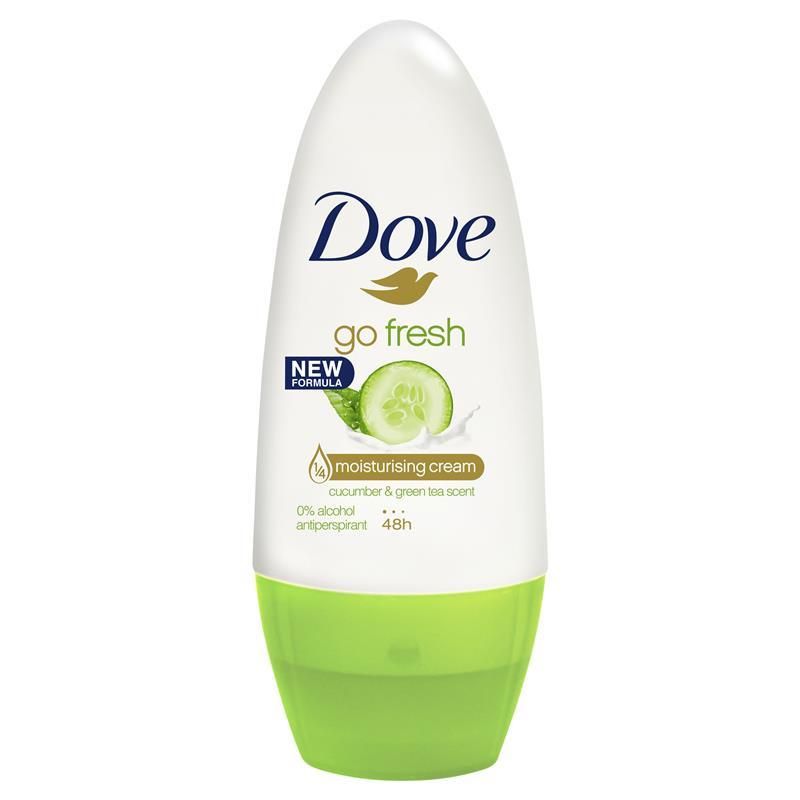 Dove
go fresh
NEW
FORMULA
1/4 moisturising cream
cucumber & green tea scent
0% alcohol
antiperspirant
48h